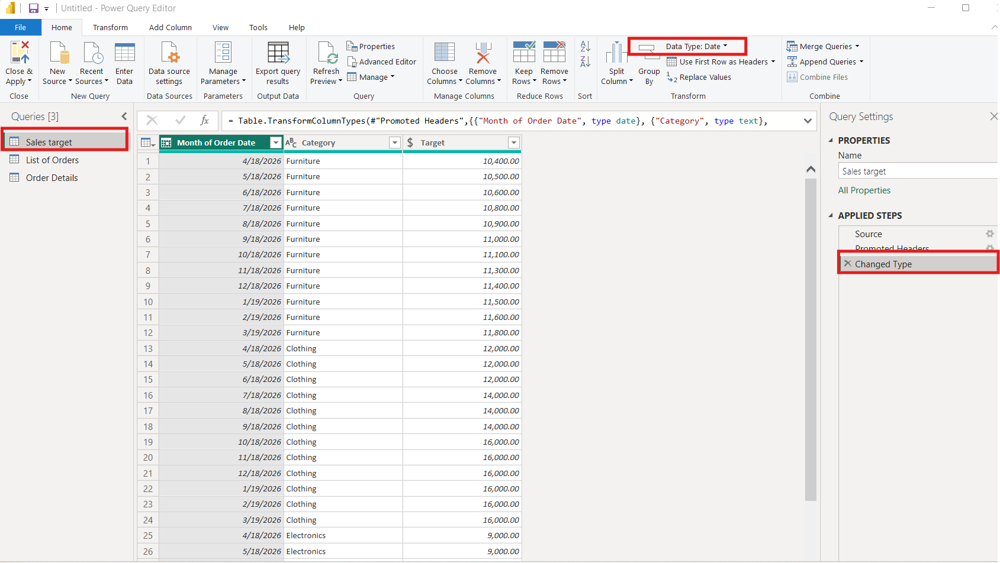 Untitled - Power Query Editor
File Home Transform Add Column View Tools Help
Close & Apply
New Source
Recent Sources
Enter Data
Data source settings
Manage Parameters
Export query results
Refresh Preview
Properties
Advanced Editor
Manage
Choose Columns
Remove Columns
Keep Rows
Remove Rows
Split Column
Group By
Data Type: Date
Use First Row as Headers
Replace Values
Merge Queries
Append Queries
Combine Files
Close New Query Data Sources Parameters Output Data Query Manage Columns Reduce Rows Sort Transform Combine
Queries [3]
Sales target
List of Orders
Order Details
fx = Table.TransformColumnTypes(#"Promoted Headers",{{"Month of Order Date", type date}, {"Category", type text},
Month of Order Date ABC Category $ Target
1 4/18/2026 Furniture 10,400.00
2 5/18/2026 Furniture 10,500.00
3 6/18/2026 Furniture 10,600.00
4 7/18/2026 Furniture 10,800.00
5 8/18/2026 Furniture 10,900.00
6 9/18/2026 Furniture 11,000.00
7 10/18/2026 Furniture 11,100.00
8 11/18/2026 Furniture 11,300.00
9 12/18/2026 Furniture 11,400.00
10 1/19/2026 Furniture 11,500.00
11 2/19/2026 Furniture 11,600.00
12 3/19/2026 Furniture 11,800.00
13 4/18/2026 Clothing 12,000.00
14 5/18/2026 Clothing 12,000.00
15 6/18/2026 Clothing 12,000.00
16 7/18/2026 Clothing 14,000.00
17 8/18/2026 Clothing 14,000.00
18 9/18/2026 Clothing 14,000.00
19 10/18/2026 Clothing 16,000.00
20 11/18/2026 Clothing 16,000.00
21 12/18/2026 Clothing 16,000.00
22 1/19/2026 Clothing 16,000.00
23 2/19/2026 Clothing 16,000.00
24 3/19/2026 Clothing 16,000.00
25 4/18/2026 Electronics 9,000.00
26 5/18/2026 Electronics 9,000.00
Query Settings
PROPERTIES
Name
Sales target
All Properties
APPLIED STEPS
Source
Promoted Headers
Changed Type